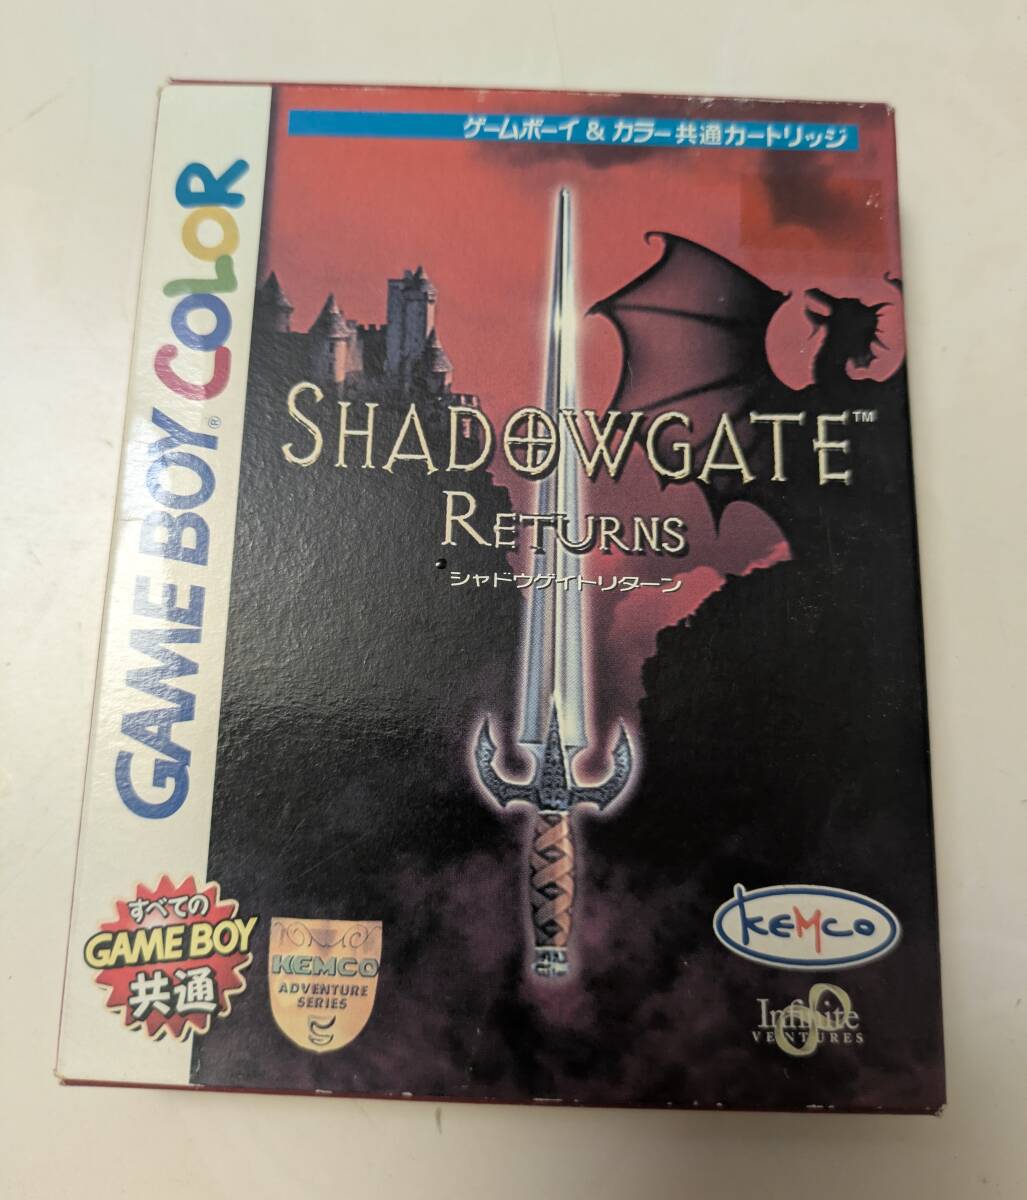 ゲームボーイ & カラー共通カートリッジ
GAME BOY® COLOR
SHADOWGATE™
RETURNS
シャドウゲイトリターン
すべての
GAME BOY
共通
KEMCO
ADVENTURE
SERIES
KEMCO
Infinite
VENTURES